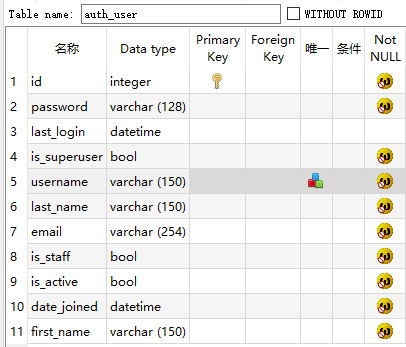 Table name: auth_user WITHOUT ROWID
名称 Data type Primary Key Foreign Key 唯一 条件 Not NULL
1 id integer
2 password varchar (128)
3 last_login datetime
4 is_superuser bool
5 username varchar (150)
6 last_name varchar (150)
7 email varchar (254)
8 is_staff bool
9 is_active bool
10 date_joined datetime
11 first_name varchar (150)